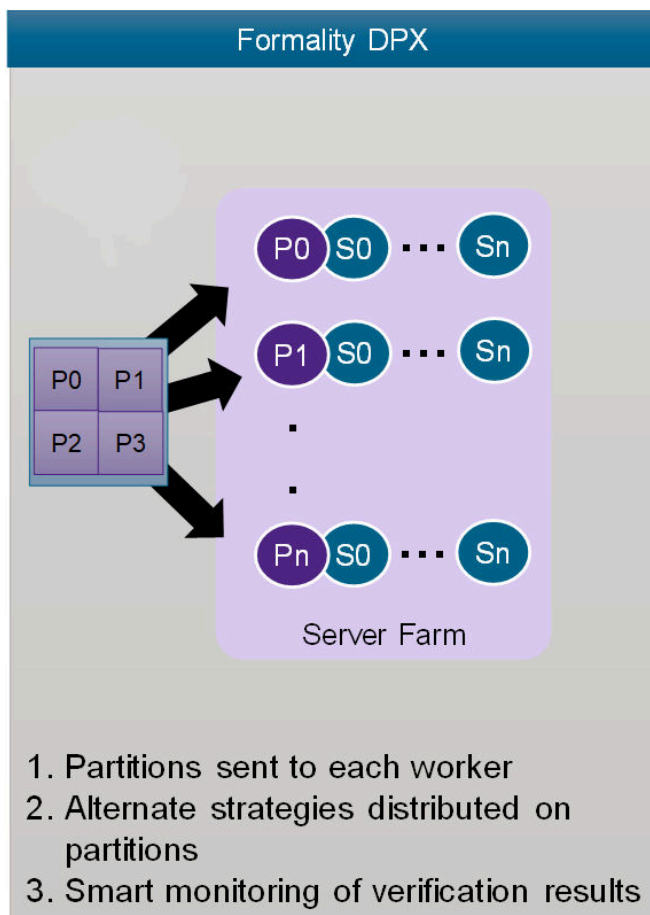 Formality DPX
P0 S0 ... Sn
P0 P1
P1 S0 ... Sn
P2 P3
.
.
Pn S0 ... Sn
Server Farm
1. Partitions sent to each worker
2. Alternate strategies distributed on
partitions
3. Smart monitoring of verification results